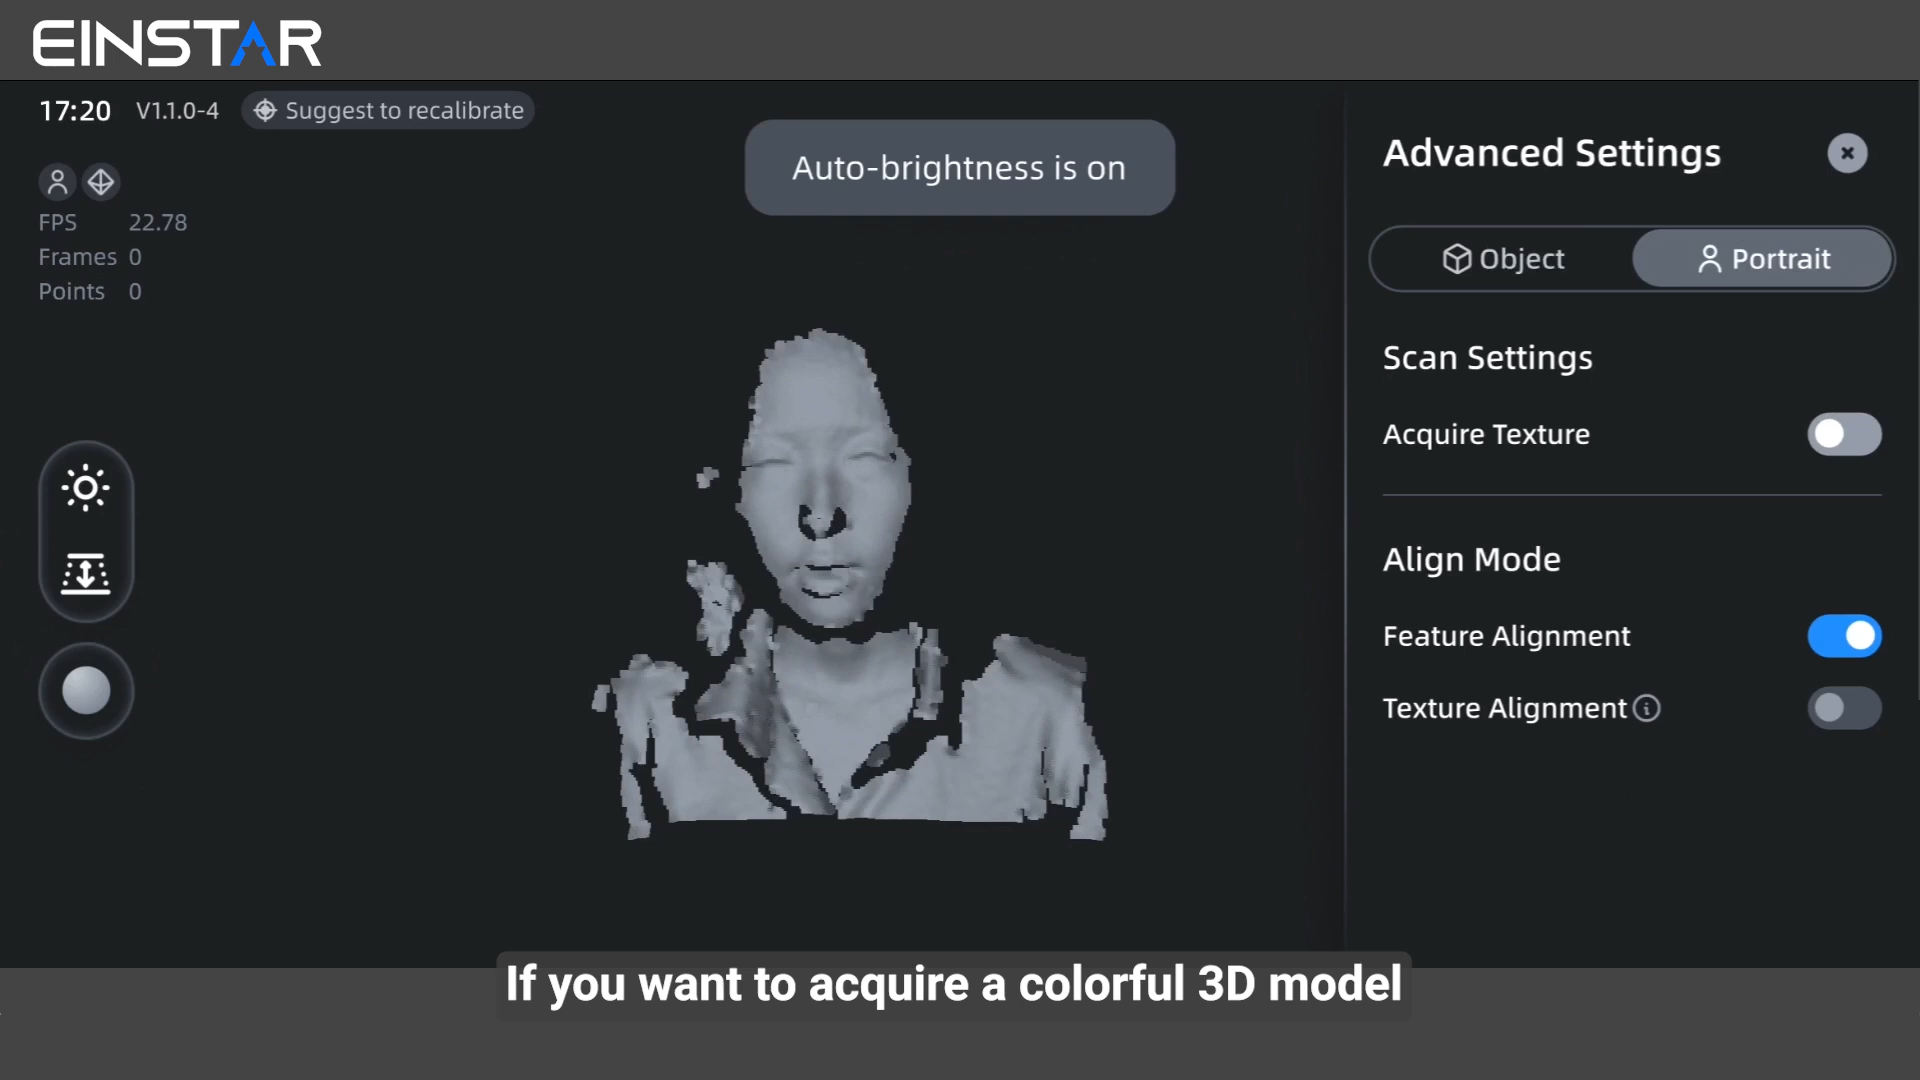 EINSTAR
17:20 V1.1.0-4 Suggest to recalibrate
Auto-brightness is on
FPS 22.78
Frames 0
Points 0
Advanced Settings
Object Portrait
Scan Settings
Acquire Texture
Align Mode
Feature Alignment
Texture Alignment
If you want to acquire a colorful 3D model